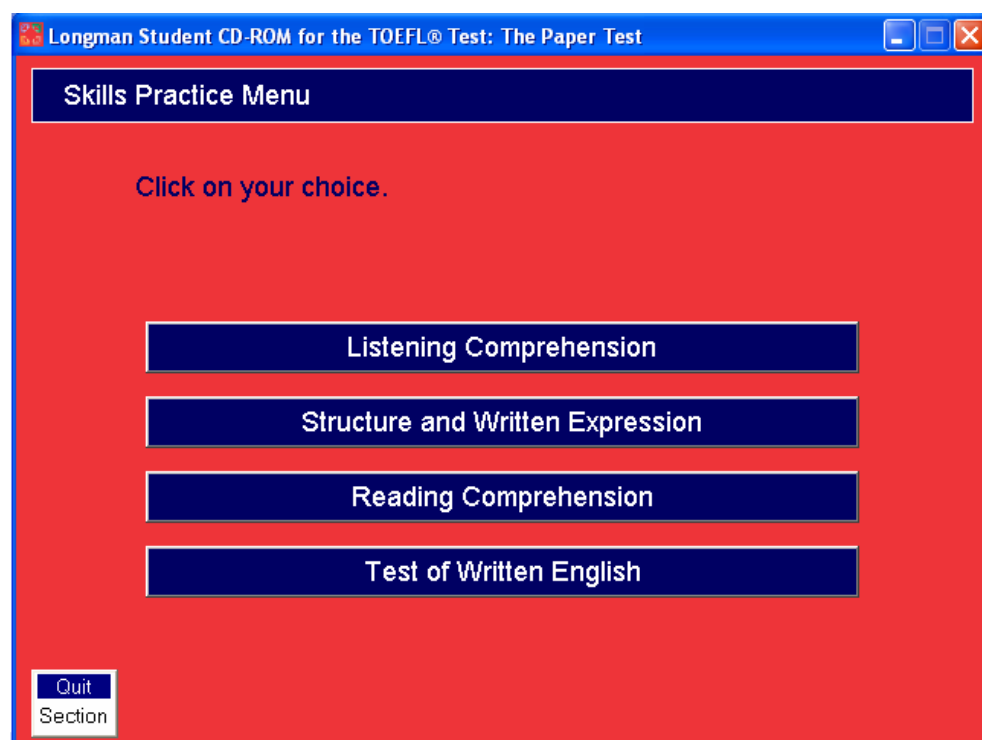 Longman Student CD-ROM for the TOEFL® Test: The Paper Test
Skills Practice Menu
Click on your choice.
Listening Comprehension
Structure and Written Expression
Reading Comprehension
Test of Written English
Quit
Section